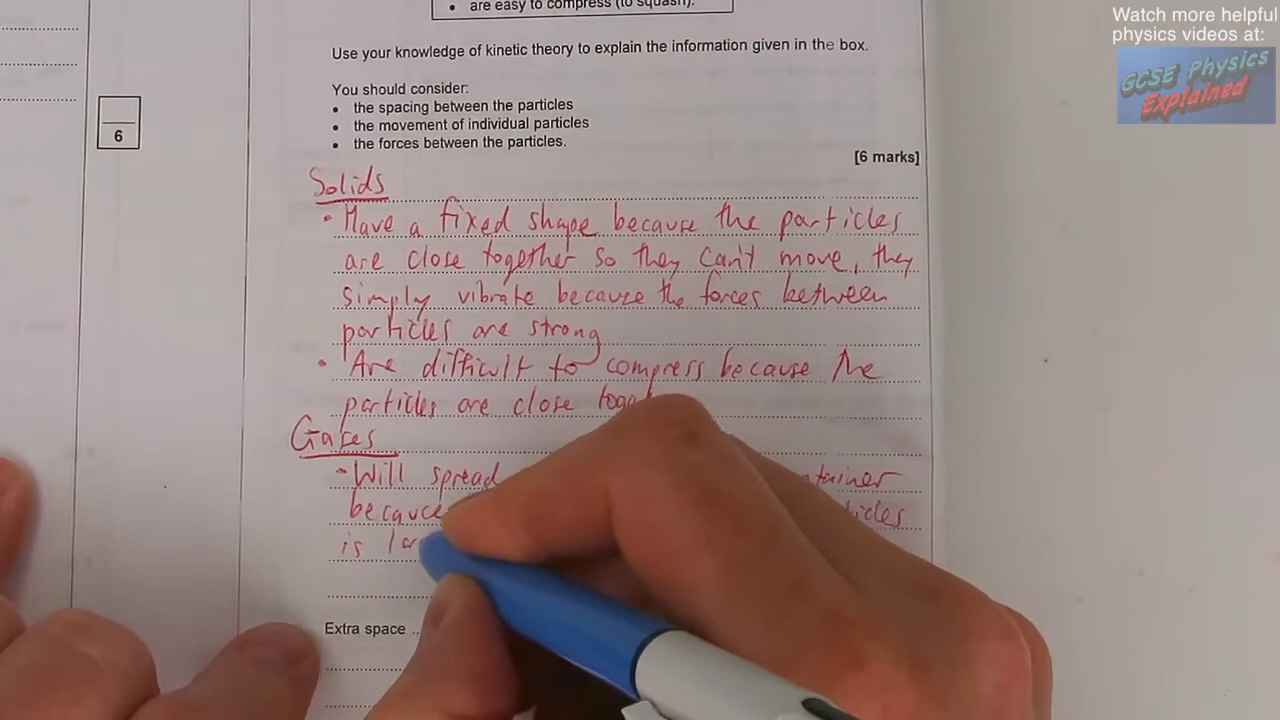 Watch more helpful
physics videos at:
GCSE Physics
Explained
• are easy to compress (to squash).
Use your knowledge of kinetic theory to explain the information given in the box.
You should consider:
• the spacing between the particles
• the movement of individual particles
• the forces between the particles.
[6 marks]
6
Solids
• Have a fixed shape because the particles
are close together so they can't move, they
simply vibrate because the forces between
particles are strong
• Are difficult to compress because the
particles are close
Gases
• Will spread
because
is
Extra space